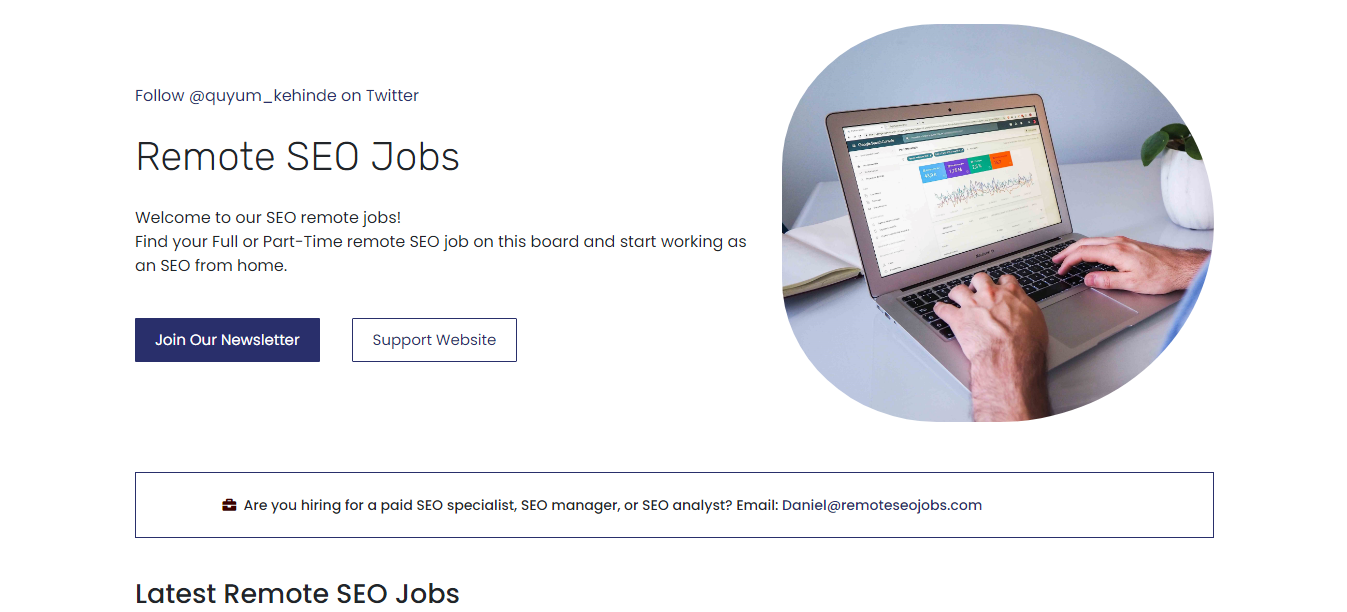 Follow @quyum_kehinde on Twitter
Remote SEO Jobs
Welcome to our SEO remote jobs!
Find your Full or Part-Time remote SEO job on this board and start working as
an SEO from home.
Join Our Newsletter
Support Website
Google Search Console
Are you hiring for a paid SEO specialist, SEO manager, or SEO analyst? Email: Daniel@remoteseojobs.com
Latest Remote SEO Jobs